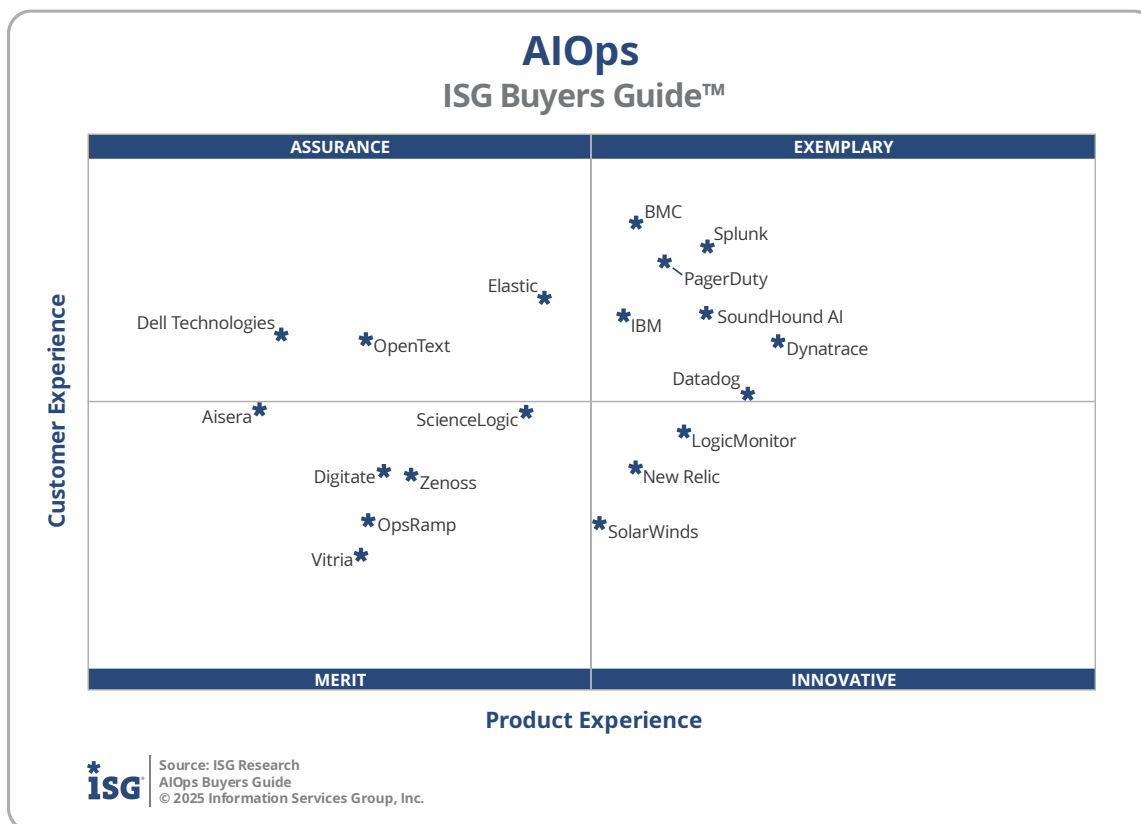 AIOps
ISG Buyers Guide™
ASSURANCE
EXEMPLARY
BMC
Splunk
PagerDuty
Elastic
SoundHound AI
IBM
Dell Technologies
OpenText
Dynatrace
Datadog
Aisera
ScienceLogic
LogicMonitor
Digitate
Zenoss
New Relic
OpsRamp
SolarWinds
Vitria
Customer Experience
MERIT
INNOVATIVE
Product Experience
ISG
Source: ISG Research
AIOps Buyers Guide
© 2025 Information Services Group, Inc.